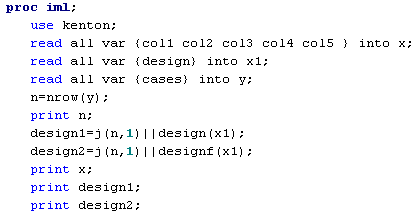 proc iml;
use kenton;
read all var {col1 col2 col3 col4 col5 } into x;
read all var {design} into x1;
read all var {cases} into y;
n=nrow(y);
print n;
design1=j(n,1)||design(x1);
design2=j(n,1)||designf(x1);
print x;
print design1;
print design2;